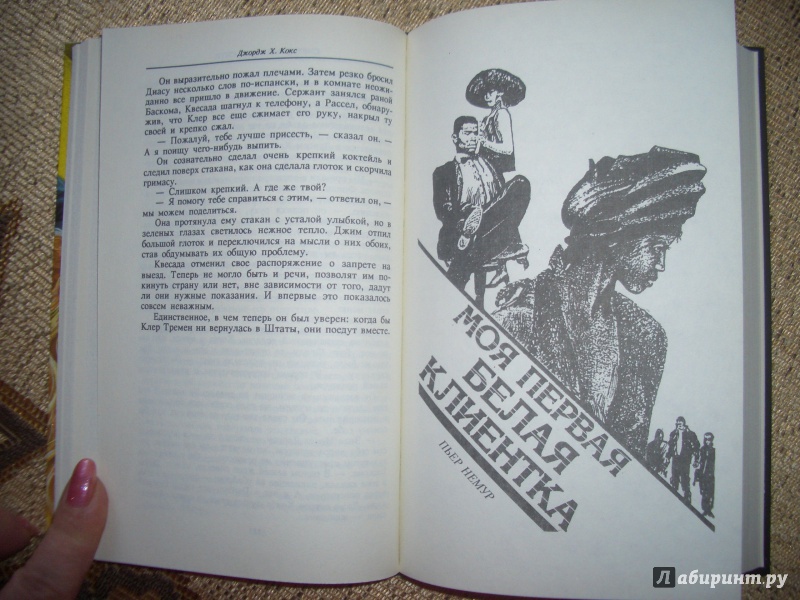 Джордж Х. Кокс
Он выразительно пожал плечами. Затем резко бросил
Диасу несколько слов по-испански, и в комнате неожи-
данно все пришло в движение. Сержант занялся раной
Баскома, Квесада шагнул к телефону, а Рассел, обнару-
жив, что Клер все еще сжимает его руку, накрыл ту
своей и крепко сжал.
— Пожалуй, тебе лучше присесть, — сказал он. —
А я поищу чего-нибудь выпить.
Он сознательно сделал очень крепкий коктейль и
следил поверх стакана, как она сделала глоток и скорчила
гримасу.
— Слишком крепкий. А где же твой?
— Я помогу тебе справиться с этим, — ответил он, —
мы можем поделиться.
Она протянула ему стакан с усталой улыбкой, но в
зеленых глазах светилось нежное тепло. Джим отпил
большой глоток и переключился на мысли о них обоих,
став обдумывать их общую проблему.
Квесада отменил свое распоряжение о запрете на
выезд. Теперь не могло быть и речи, позволят им по-
кинуть страну или нет, вне зависимости от того, дадут
ли они нужные показания. И впервые это показалось
совсем неважным.
Единственное, в чем теперь он был уверен: когда бы
Клер Тремен ни вернулась в Штаты, они поедут вместе.
МОЯ ПЕРВАЯ
БЕЛАЯ
КЛИЕНТКА
ПЬЕР НЕМУР
Лабиринт.ру